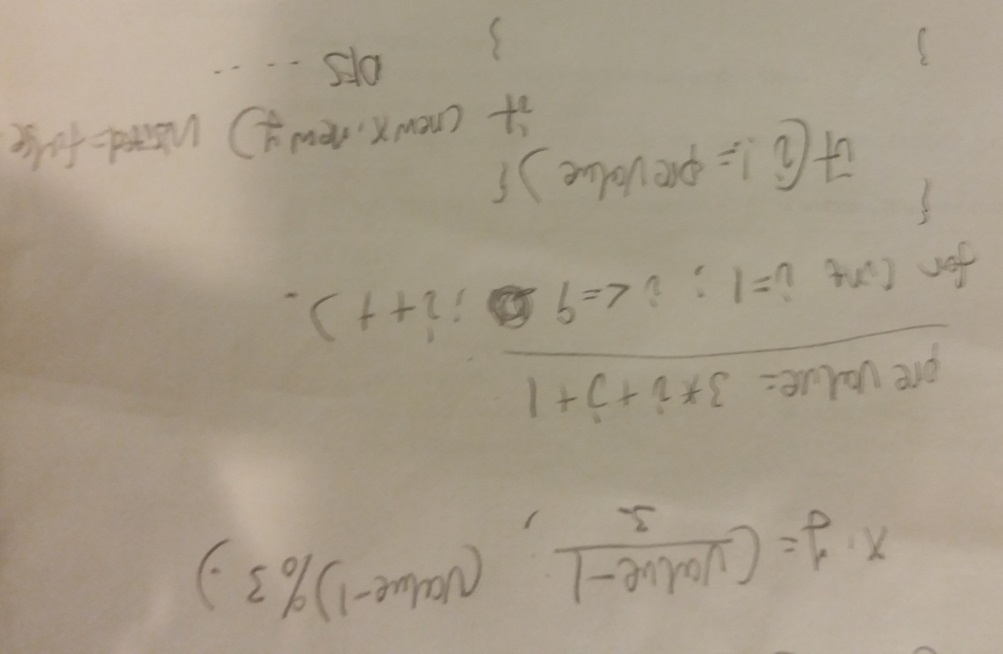 x, y = (value-1 / 3 , (value-1)%3.)
pre value = 3*i+j+1
for (int i=1; i<=9 ; i++)
{
if (i != prevalue) {
if (newx, new y) visited=false
DFS ----
}
}